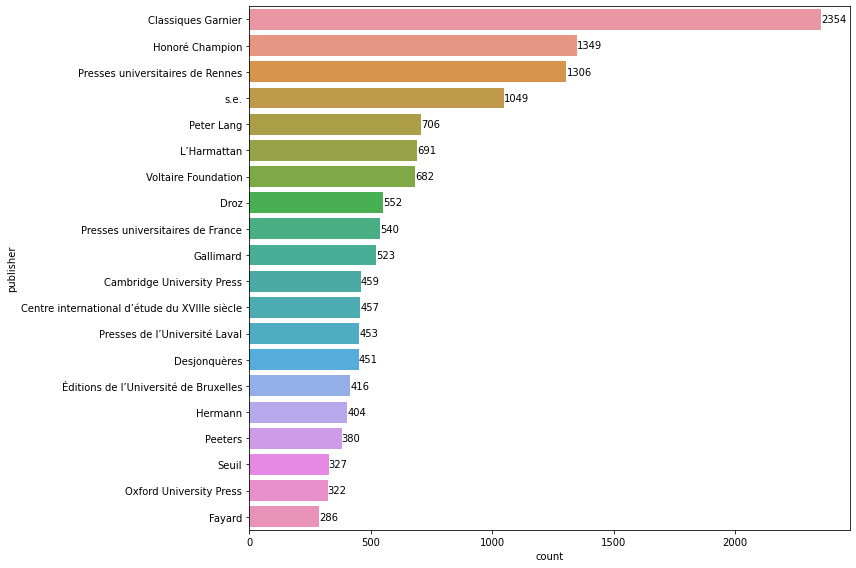 Classiques Garnier 2354
Honoré Champion 1349
Presses universitaires de Rennes 1306
s.e. 1049
Peter Lang 706
L’Harmattan 691
Voltaire Foundation 682
Droz 552
Presses universitaires de France 540
Gallimard 523
Cambridge University Press 459
Centre international d’étude du XVIIIe siècle 457
Presses de l’Université Laval 453
Desjonquères 451
Éditions de l’Université de Bruxelles 416
Hermann 404
Peeters 380
Seuil 327
Oxford University Press 322
Fayard 286
publisher
0 500 1000 1500 2000
count